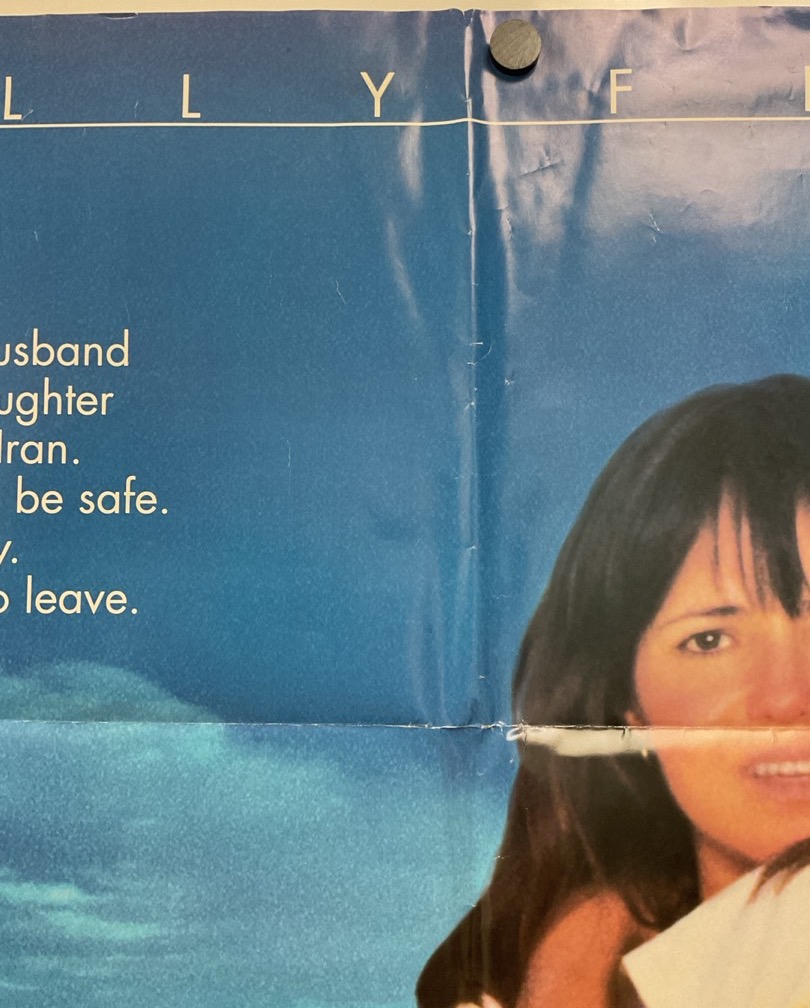 L L Y F
usband
ughter
Iran.
be safe.
y.
o leave.